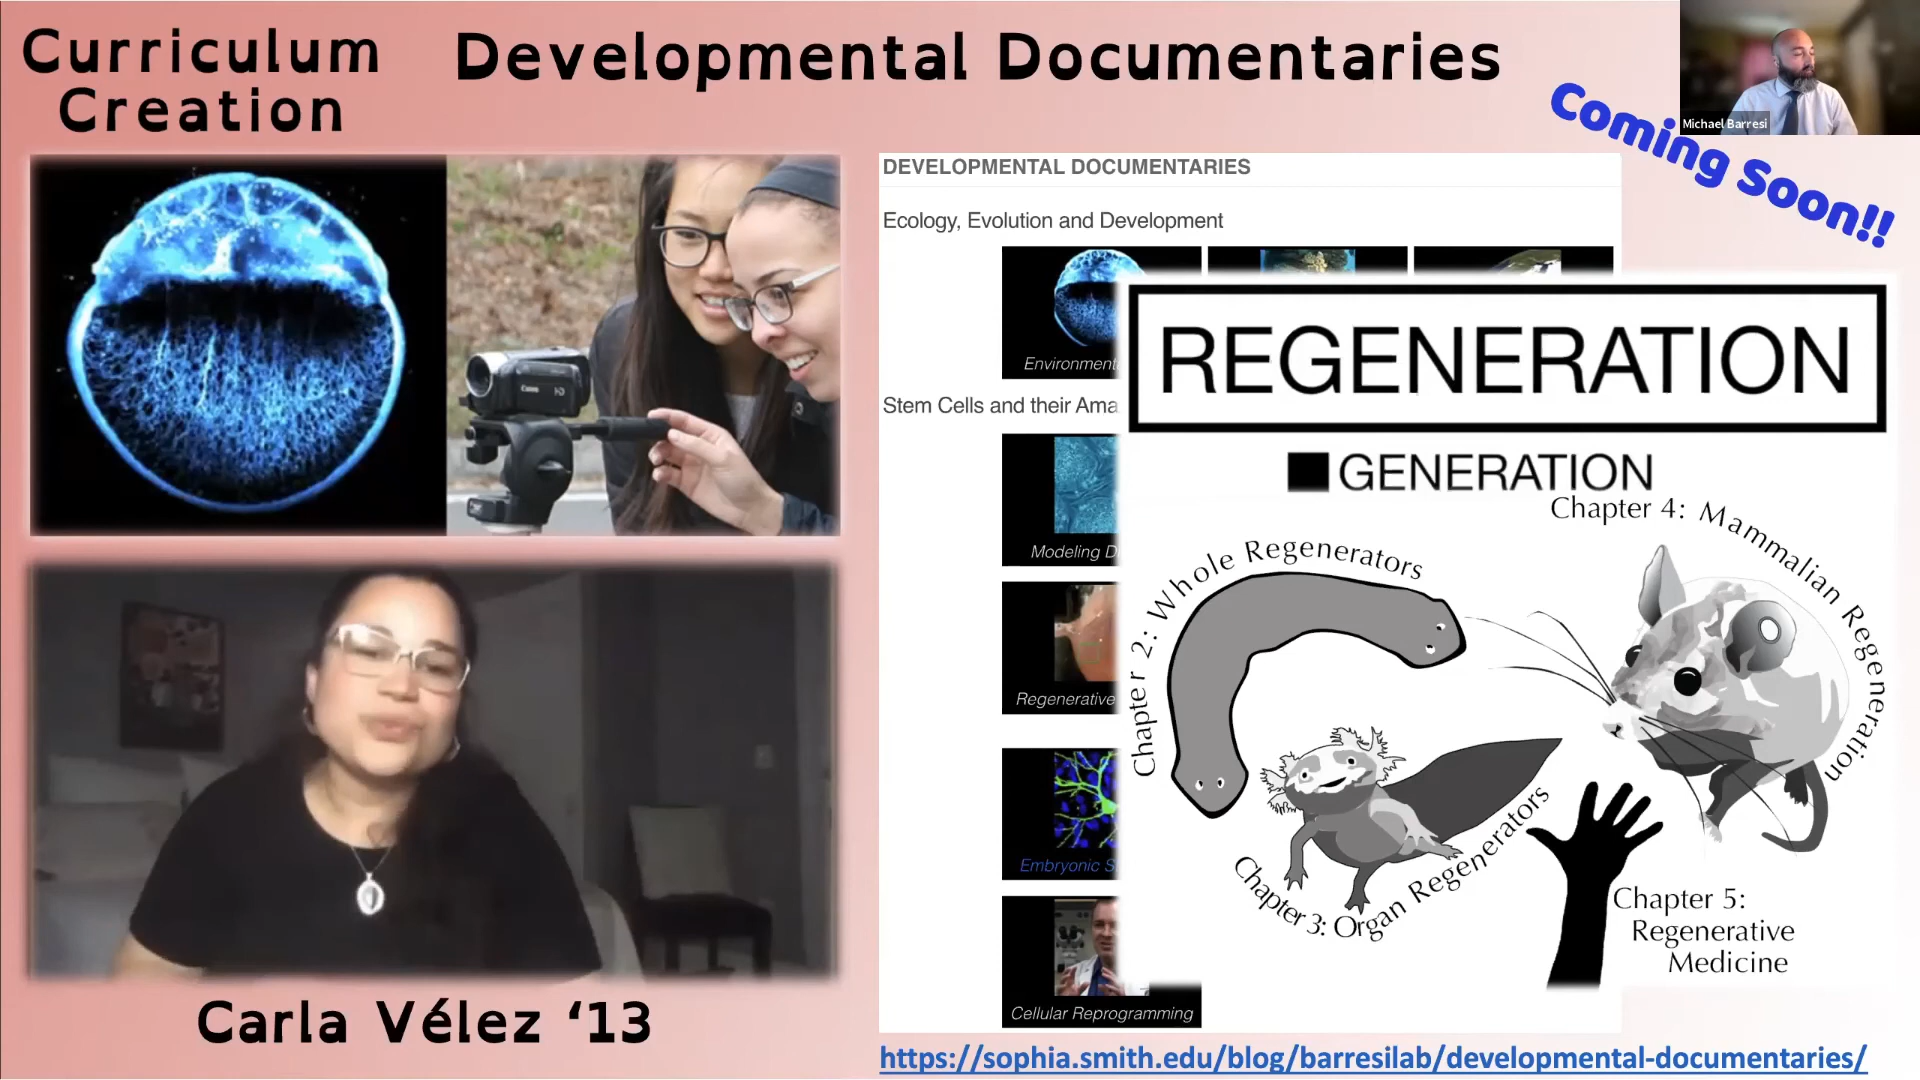 Curriculum
Creation
Developmental Documentaries
Coming Soon!!
Michael Barresi
DEVELOPMENTAL DOCUMENTARIES
Ecology, Evolution and Development
Environment
Stem Cells and their Ama
Modeling D
Regenerative
Embryonic S
Cellular Reprogramming
REGENERATION
GENERATION
Chapter 4: Mammalian Regeneration
Chapter 2: Whole Regenerators
Chapter 3: Organ Regenerators
Chapter 5:
Regenerative
Medicine
Canon
HD
Carla Vélez ‘13
https://sophia.smith.edu/blog/barresilab/developmental-documentaries/